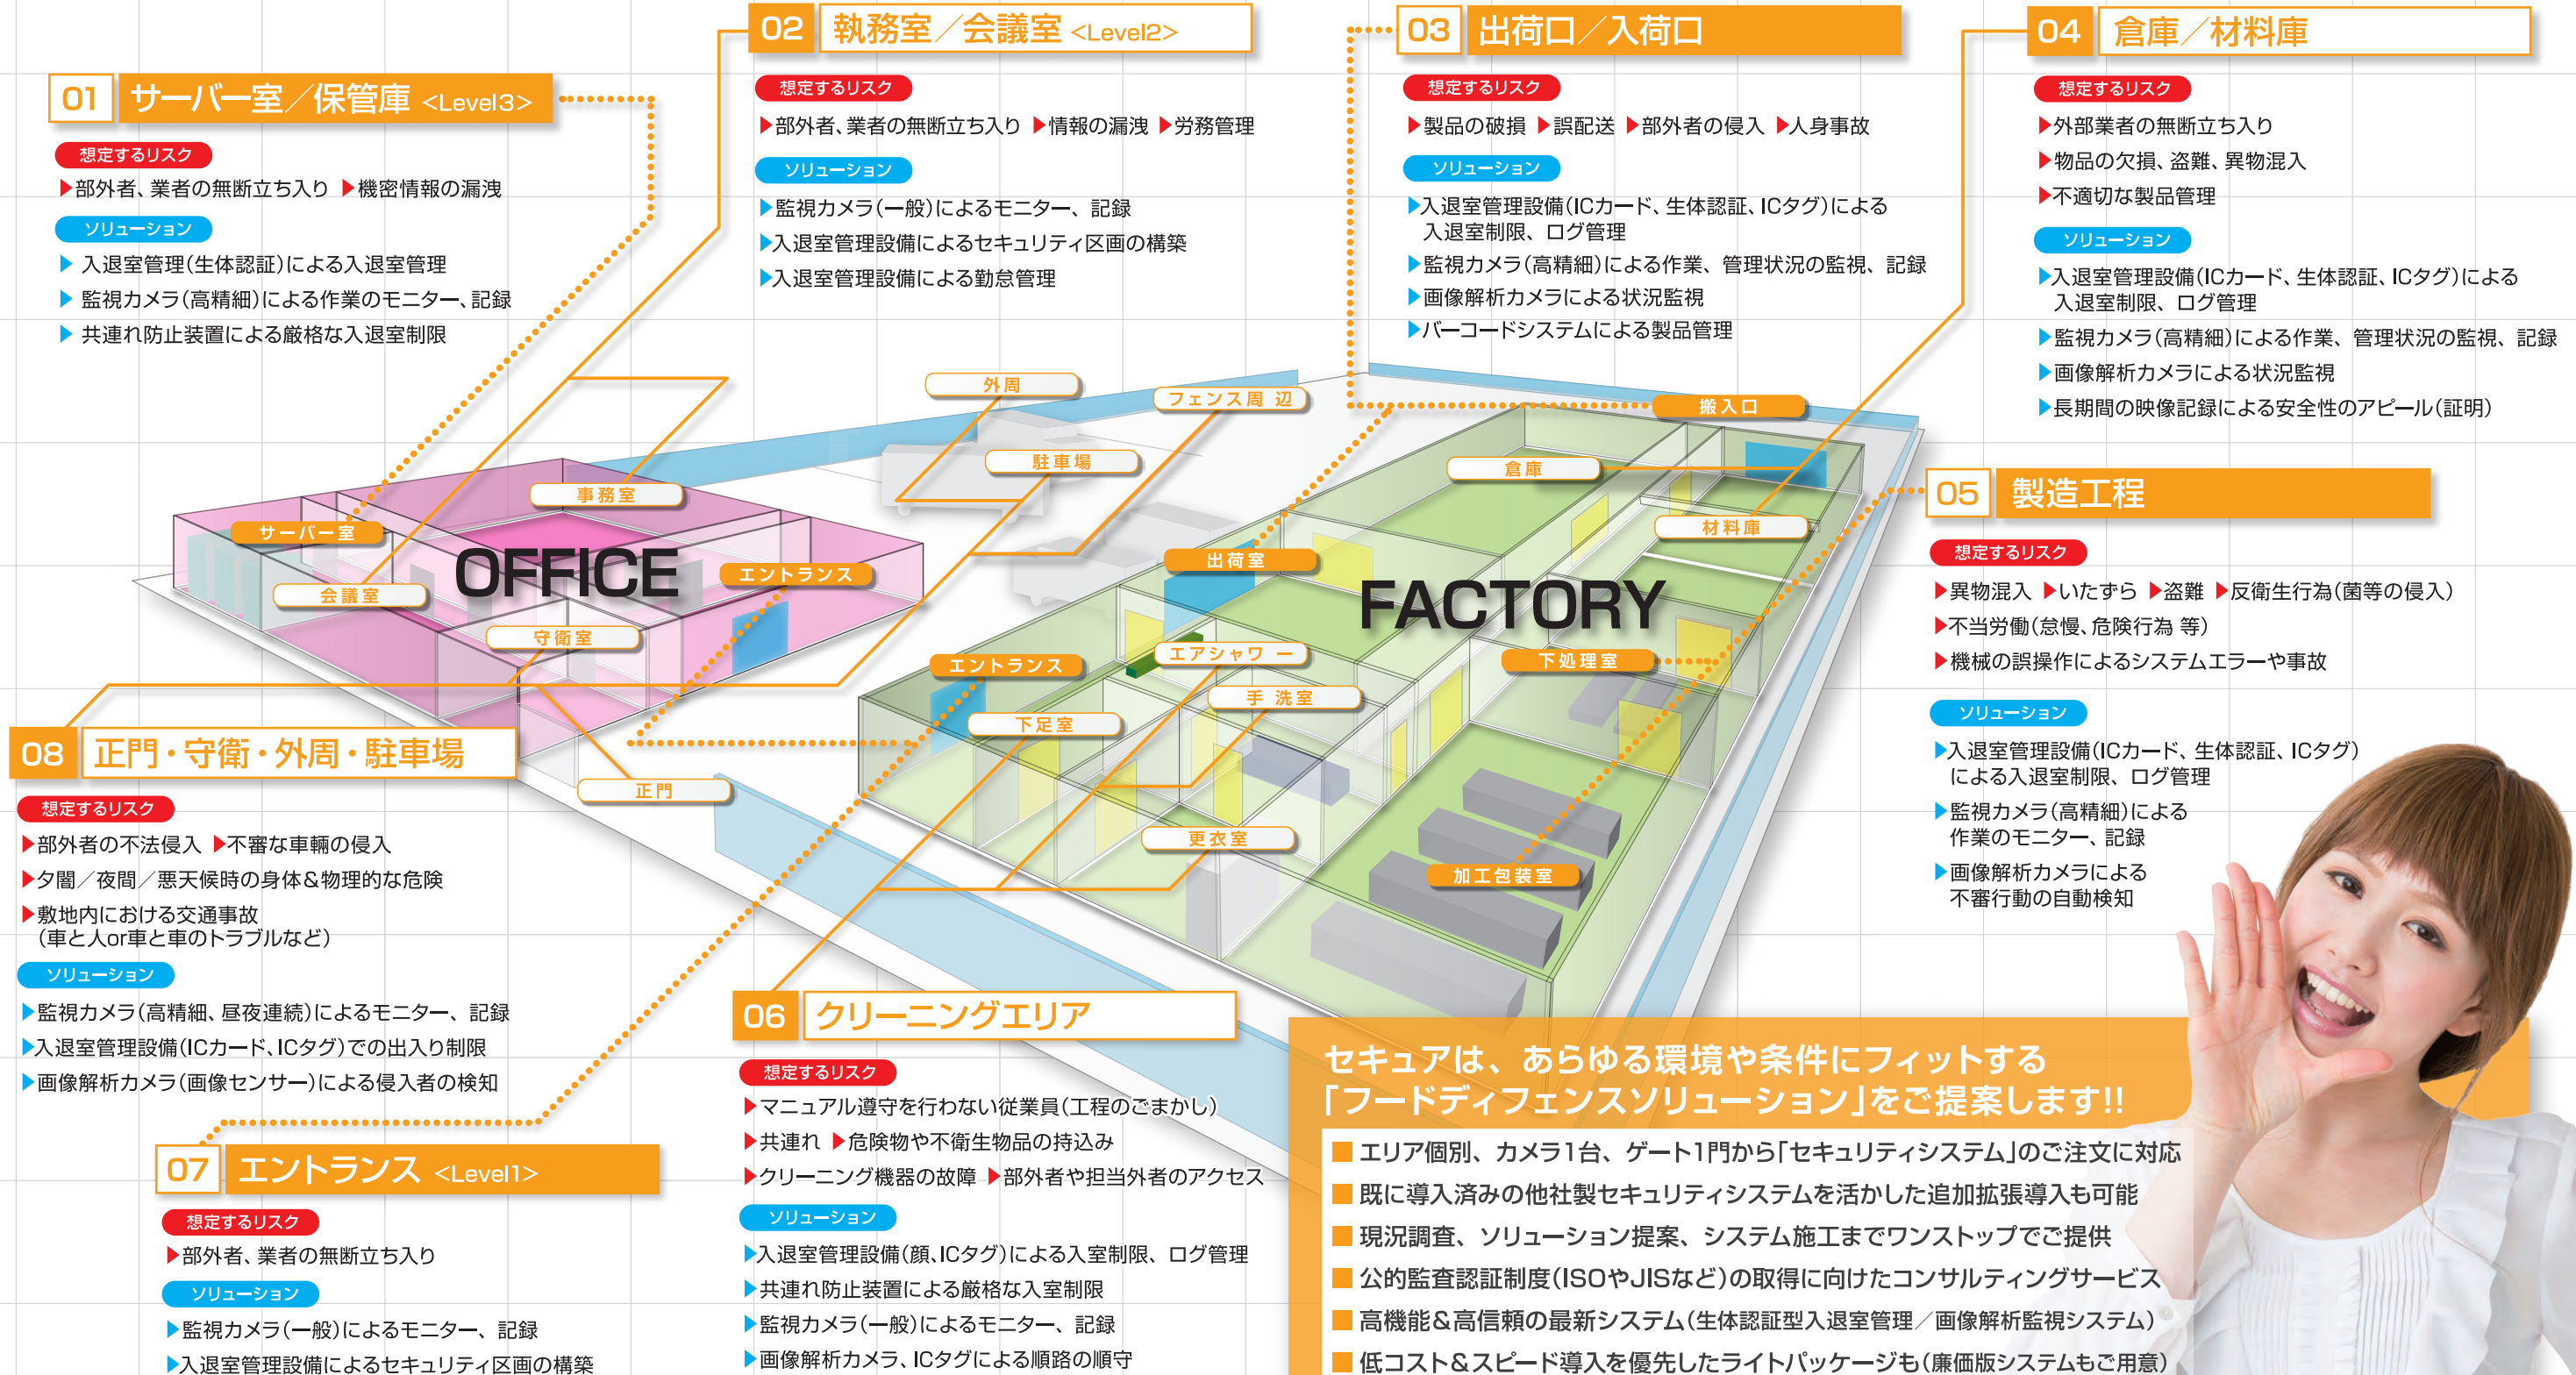 01 サーバー室／保管庫 <Level3>
想定するリスク
▶部外者、業者の無断立ち入り ▶機密情報の漏洩
ソリューション
▶ 入退室管理(生体認証)による入退室管理
▶ 監視カメラ(高精細)による作業のモニター、記録
▶ 共連れ防止装置による厳格な入退室制限
02 執務室／会議室 <Level2>
想定するリスク
▶部外者、業者の無断立ち入り ▶情報の漏洩 ▶労務管理
ソリューション
▶監視カメラ(一般)によるモニター、記録
▶入退室管理設備によるセキュリティ区画の構築
▶入退室管理設備による勤怠管理
03 出荷口／入荷口
想定するリスク
▶製品の破損 ▶誤配送 ▶部外者の侵入 ▶人身事故
ソリューション
▶入退室管理設備(ICカード、生体認証、ICタグ)による
入退室制限、ログ管理
▶監視カメラ(高精細)による作業、管理状況の監視、記録
▶画像解析カメラによる状況監視
▶バーコードシステムによる製品管理
04 倉庫／材料庫
想定するリスク
▶外部業者の無断立ち入り
▶物品の欠損、盗難、異物混入
▶不適切な製品管理
ソリューション
▶入退室管理設備(ICカード、生体認証、ICタグ)による
入退室制限、ログ管理
▶監視カメラ(高精細)による作業、管理状況の監視、記録
▶画像解析カメラによる状況監視
▶長期間の映像記録による安全性のアピール(証明)
外周
フェンス周 辺
搬入口
駐車場
倉庫
事務室
サーバー室
材料庫
OFFICE
出荷室
エントランス
会議室
FACTORY
守衛室
エアシャワ ー
エントランス
下処理室
手 洗室
下足室
正門
更衣室
加工包装室
05 製造工程
想定するリスク
▶異物混入 ▶いたずら ▶盗難 ▶反衛生行為(菌等の侵入)
▶不当労働(怠慢、危険行為 等)
▶機械の誤操作によるシステムエラーや事故
ソリューション
▶入退室管理設備(ICカード、生体認証、ICタグ)
による入退室制限、ログ管理
▶監視カメラ(高精細)による
作業のモニター、記録
▶画像解析カメラによる
不審行動の自動検知
08 正門・守衛・外周・駐車場
想定するリスク
▶部外者の不法侵入 ▶不審な車輛の侵入
▶夕闇／夜間／悪天候時の身体＆物理的な危険
▶敷地内における交通事故
(車と人or車と車のトラブルなど)
ソリューション
▶監視カメラ(高精細、昼夜連続)によるモニター、記録
▶入退室管理設備(ICカード、ICタグ)での出入り制限
▶画像解析カメラ(画像センサー)による侵入者の検知
07 エントランス <Level1>
想定するリスク
▶部外者、業者の無断立ち入り
ソリューション
▶監視カメラ(一般)によるモニター、記録
▶入退室管理設備によるセキュリティ区画の構築
06 クリーニングエリア
想定するリスク
▶マニュアル遵守を行わない従業員(工程のごまかし)
▶共連れ ▶危険物や不衛生物品の持込み
▶クリーニング機器の故障 ▶部外者や担当外者のアクセス
ソリューション
▶入退室管理設備(顔、ICタグ)による入室制限、ログ管理
▶共連れ防止装置による厳格な入室制限
▶監視カメラ(一般)によるモニター、記録
▶画像解析カメラ、ICタグによる順路の順守
セキュアは、あらゆる環境や条件にフィットする
「フードディフェンスソリューション」をご提案します!!
■ エリア個別、カメラ1台、ゲート1門から「セキュリティシステム」のご注文に対応
■ 既に導入済みの他社製セキュリティシステムを活かした追加拡張導入も可能
■ 現況調査、ソリューション提案、システム施工までワンストップでご提供
■ 公的監査認証制度(ISOやJISなど)の取得に向けたコンサルティングサービス
■ 高機能＆高信頼の最新システム(生体認証型入退室管理／画像解析監視システム)
■ 低コスト＆スピード導入を優先したライトパッケージも(廉価版システムもご用意)